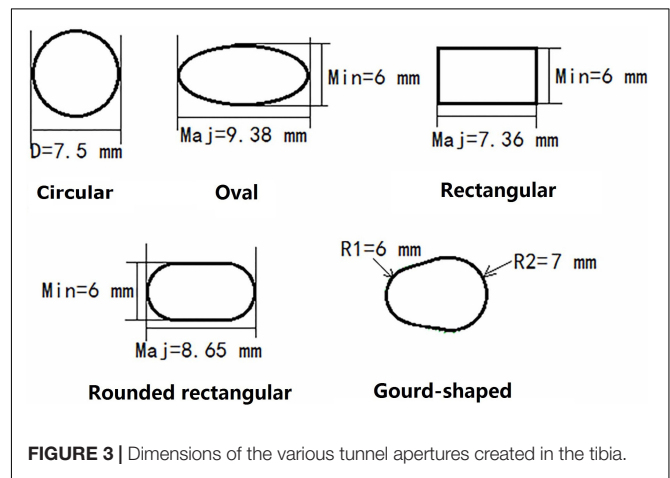 D=7.5 mm
Circular
Maj=9.38 mm
Min=6 mm
Oval
Min=6 mm
Maj=7.36 mm
Rectangular
Min=6 mm
Maj=8.65 mm
Rounded rectangular
R1=6 mm
R2=7 mm
Gourd-shaped
FIGURE 3 | Dimensions of the various tunnel apertures created in the tibia.